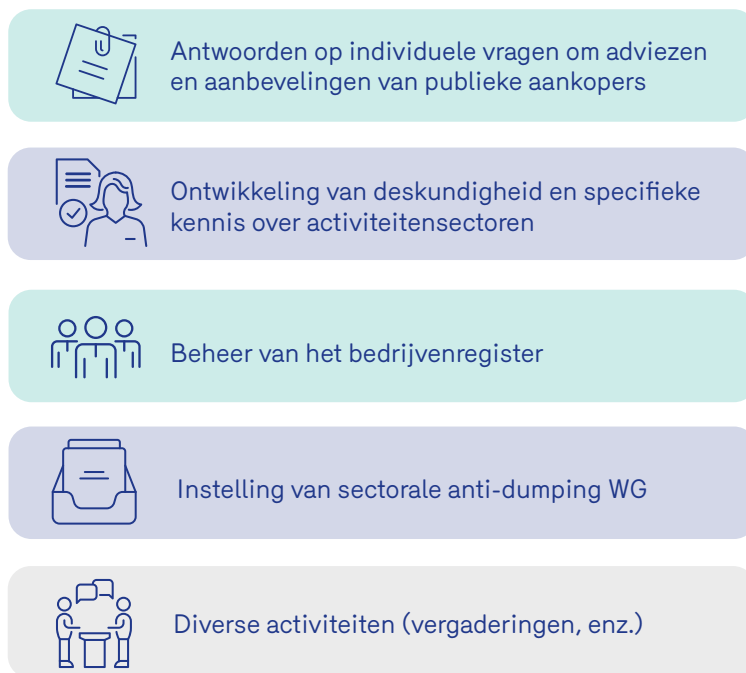 Antwoorden op individuele vragen om adviezen
en aanbevelingen van publieke aankopers
Ontwikkeling van deskundigheid en specifieke
kennis over activiteitensectoren
Beheer van het bedrijvenregister
Instelling van sectorale anti-dumping WG
Diverse activiteiten (vergaderingen, enz.)